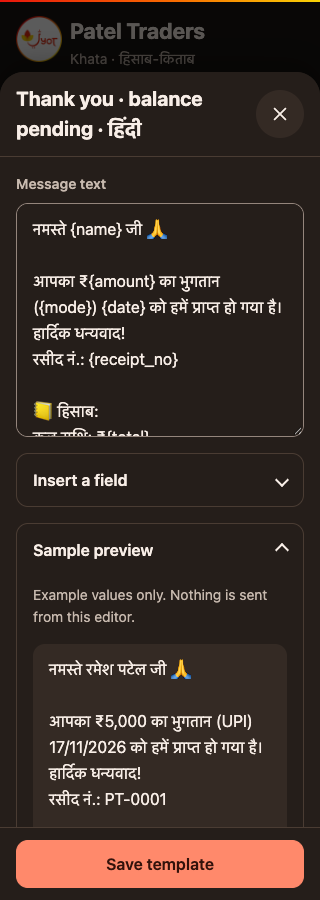 Jyot
Patel Traders
Khata · हिसाब-किताब
Thank you · balance
pending · हिंदी
Message text
नमस्ते {name} जी 🙏
आपका ₹{amount} का भुगतान
({mode}) {date} को हमें प्राप्त हो गया है।
हार्दिक धन्यवाद!
रसीद नं.: {receipt_no}
📒 हिसाब:
कुल राशि: ₹{total}
Insert a field
Sample preview
Example values only. Nothing is sent
from this editor.
नमस्ते रमेश पटेल जी 🙏
आपका ₹5,000 का भुगतान (UPI)
17/11/2026 को हमें प्राप्त हो गया है।
हार्दिक धन्यवाद!
रसीद नं.: PT-0001
Save template